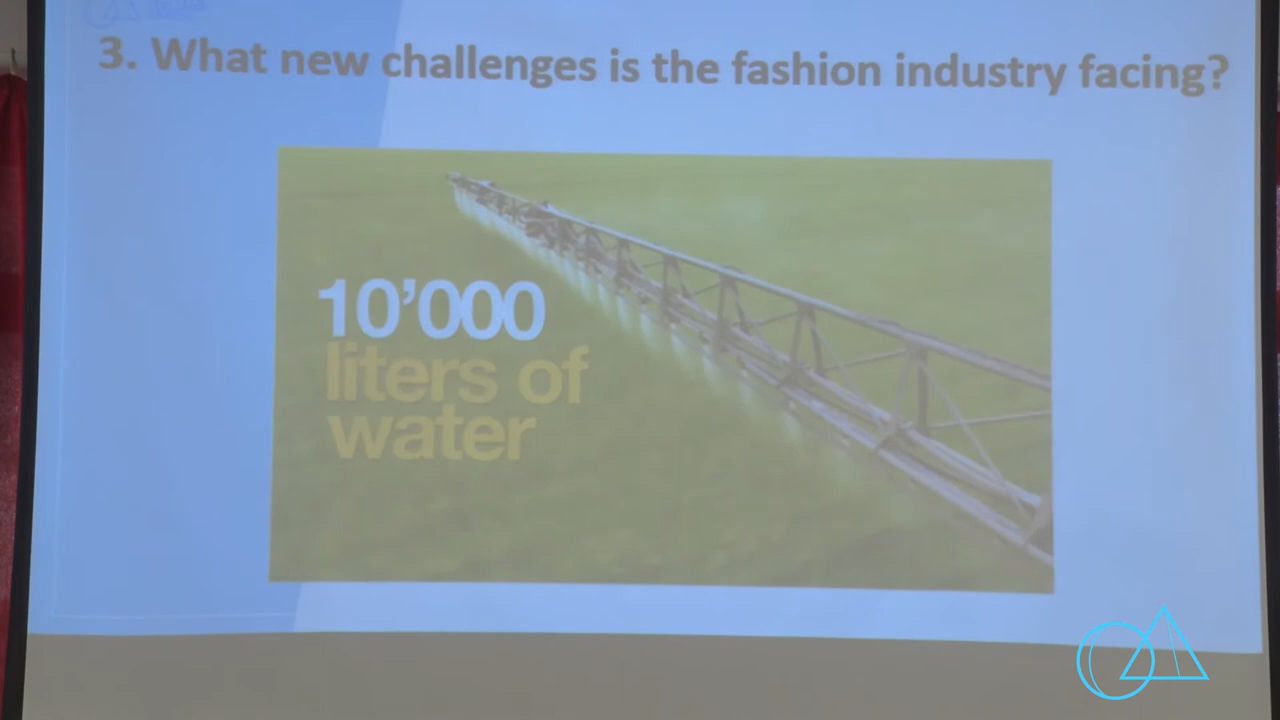 3. What new challenges is the fashion industry facing?
10’000
liters of
water